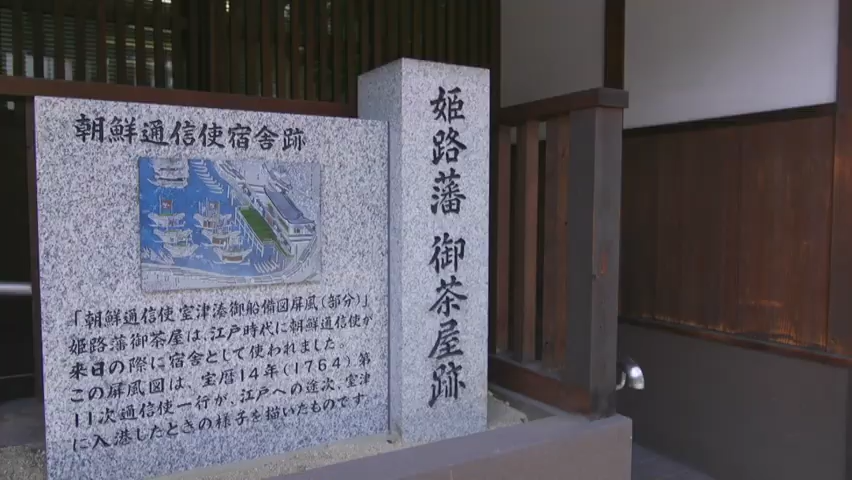 朝鮮通信使宿舎跡
「朝鮮通信使 室津湊御船備図屏風(部分)」
姫路藩御茶屋は、江戸時代に朝鮮通信使が
来日の際に宿舎として使われました
この屏風図は、宝暦14年(1764)第
11次通信使一行が、江戸への途次、室津
に入港したときの様子を描いたものです
姫路藩 御茶屋跡